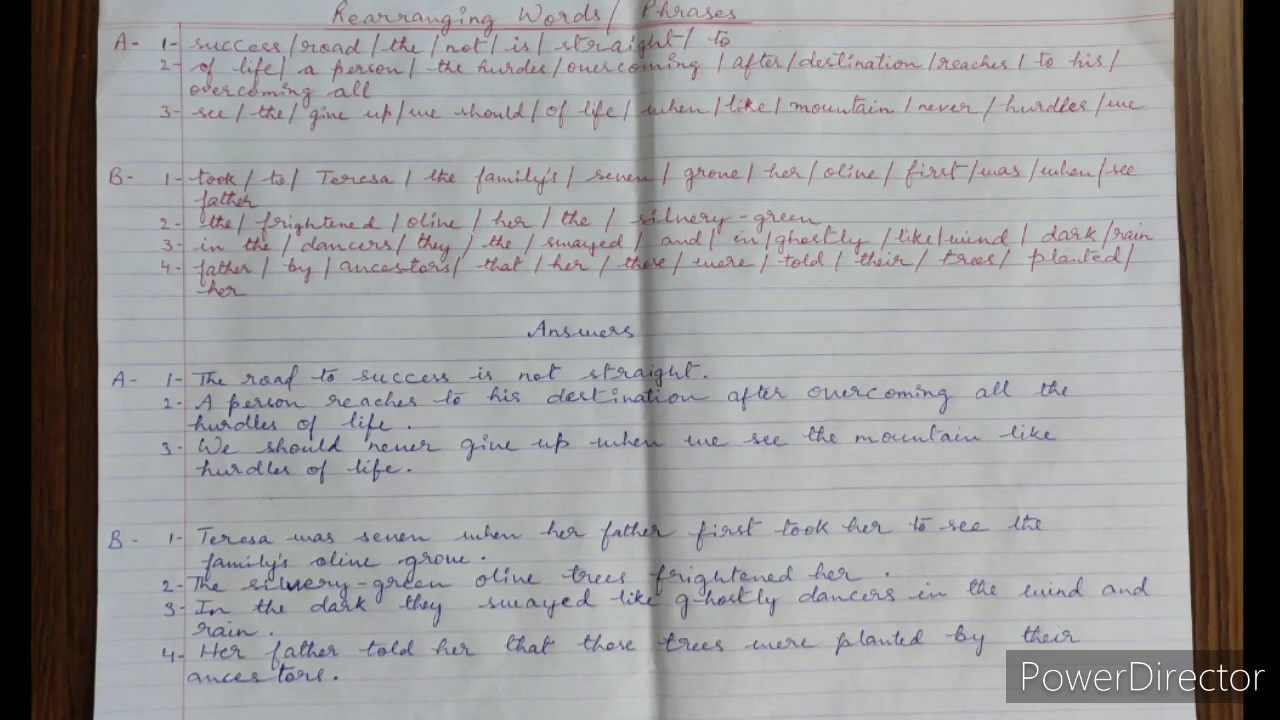 Rearranging Words/ Phrases
A- 1- success/road/the/not/is/straight/to
2- of life/ a person/ the hurdes/overcoming/after/destination/reaches/to his/
overcoming all
3- see/the/give up/we should/of life/when/like/mountain/never/hurdles/we
B- 1- took/to/Teresa/the family's/seven/grove/her/olive/first/was/when/see
father
2- the/frightened/olive/her/the/silvery-green
3- in the/dancers/they/the/swayed/and/in/ghostly/like/wind/dark/rain
4- father/by/ancestors/that/her/those/were/told/their/trees/planted/
her
Answers
A- 1- The road to success is not straight.
2- A person reaches to his destination after overcoming all the
hurdles of life.
3- We should never give up when we see the mountain like
hurdles of life.
B- 1- Teresa was seven when her father first took her to see the
family's olive grove.
2- The silvery-green olive trees frightened her.
3- In the dark they swayed like ghostly dancers in the wind and
rain.
4- Her father told her that those trees were planted by their
ancestors.
PowerDirector